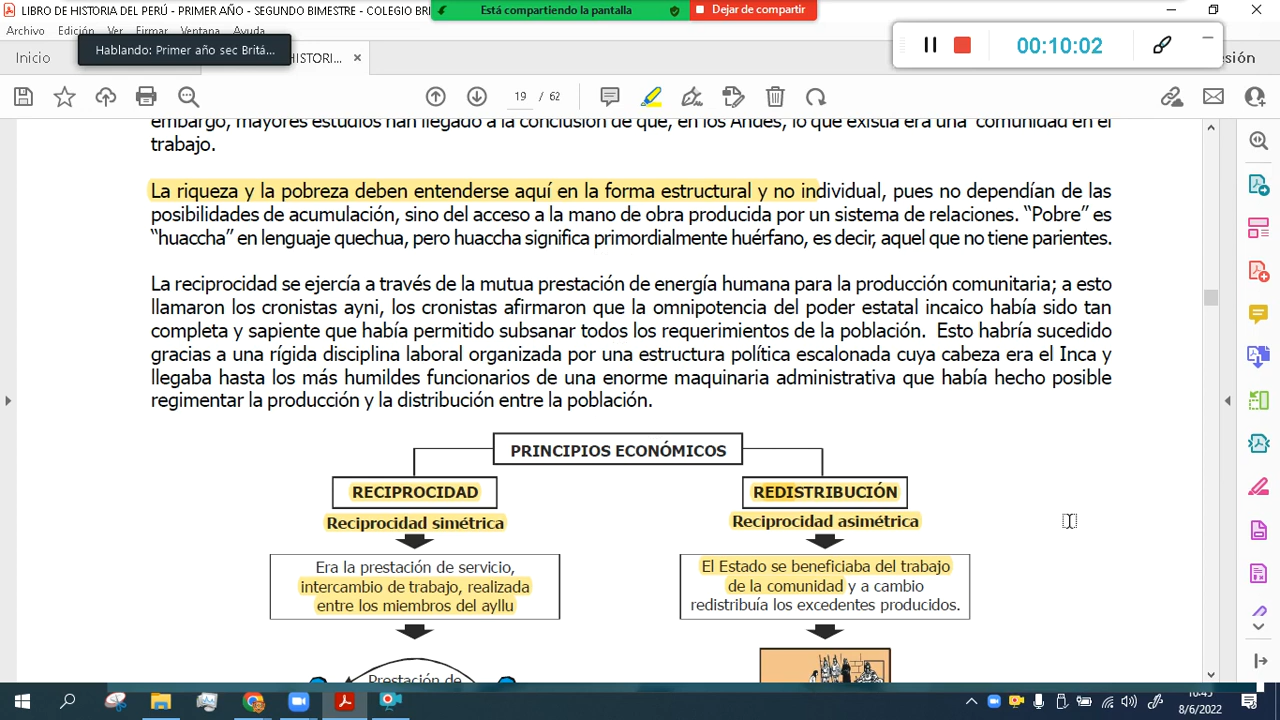 LIBRO DE HISTORIA DEL PERÚ - PRIMER AÑO - SEGUNDO BIMESTRE - COLEGIO BRI
Está compartiendo la pantalla
Dejar de compartir
Archivo Edición Ver Firmar Ventana Ayuda
Hablando: Primer año sec Britá...
00:10:02
Inicio
HISTORI...
19 / 62
embargo, mayores estudios han llegado a la conclusión de que, en los Andes, lo que existía era una comunidad en el
trabajo.
La riqueza y la pobreza deben entenderse aquí en la forma estructural y no individual, pues no dependían de las
posibilidades de acumulación, sino del acceso a la mano de obra producida por un sistema de relaciones. “Pobre” es
“huaccha” en lenguaje quechua, pero huaccha significa primordialmente huérfano, es decir, aquel que no tiene parientes.
La reciprocidad se ejercía a través de la mutua prestación de energía humana para la producción comunitaria; a esto
llamaron los cronistas ayni, los cronistas afirmaron que la omnipotencia del poder estatal incaico había sido tan
completa y sapiente que había permitido subsanar todos los requerimientos de la población. Esto habría sucedido
gracias a una rígida disciplina laboral organizada por una estructura política escalonada cuya cabeza era el Inca y
llegaba hasta los más humildes funcionarios de una enorme maquinaria administrativa que había hecho posible
regimentar la producción y la distribución entre la población.
PRINCIPIOS ECONÓMICOS
RECIPROCIDAD
Reciprocidad simétrica
Era la prestación de servicio,
intercambio de trabajo, realizada
entre los miembros del ayllu
Prestación de
REDISTRIBUCIÓN
Reciprocidad asimétrica
El Estado se beneficiaba del trabajo
de la comunidad y a cambio
redistribuía los excedentes producidos.
8/6/2022